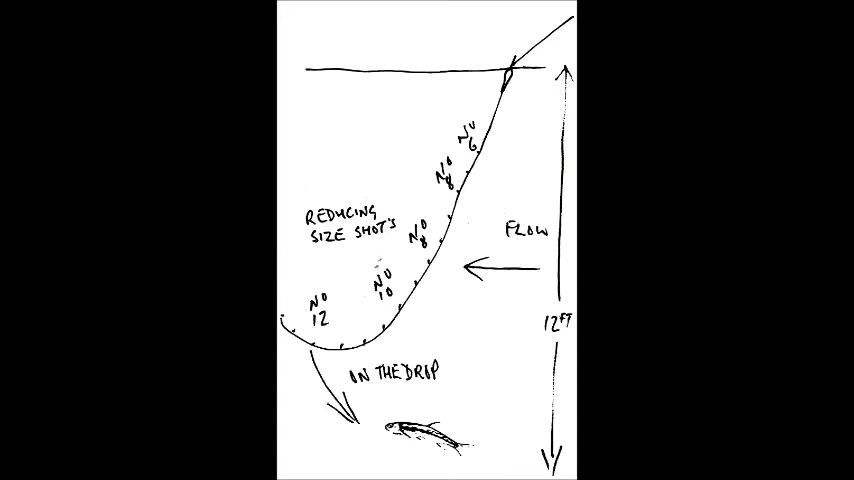 NO
6
NO
8
REDUCING
SIZE SHOT'S
NO
8
FLOW
NO
10
NO
12
12FT
ON THE DROP